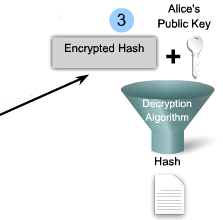 3
Alice's
Public Key
Encrypted Hash
+
Decryption
Algorithm
Hash